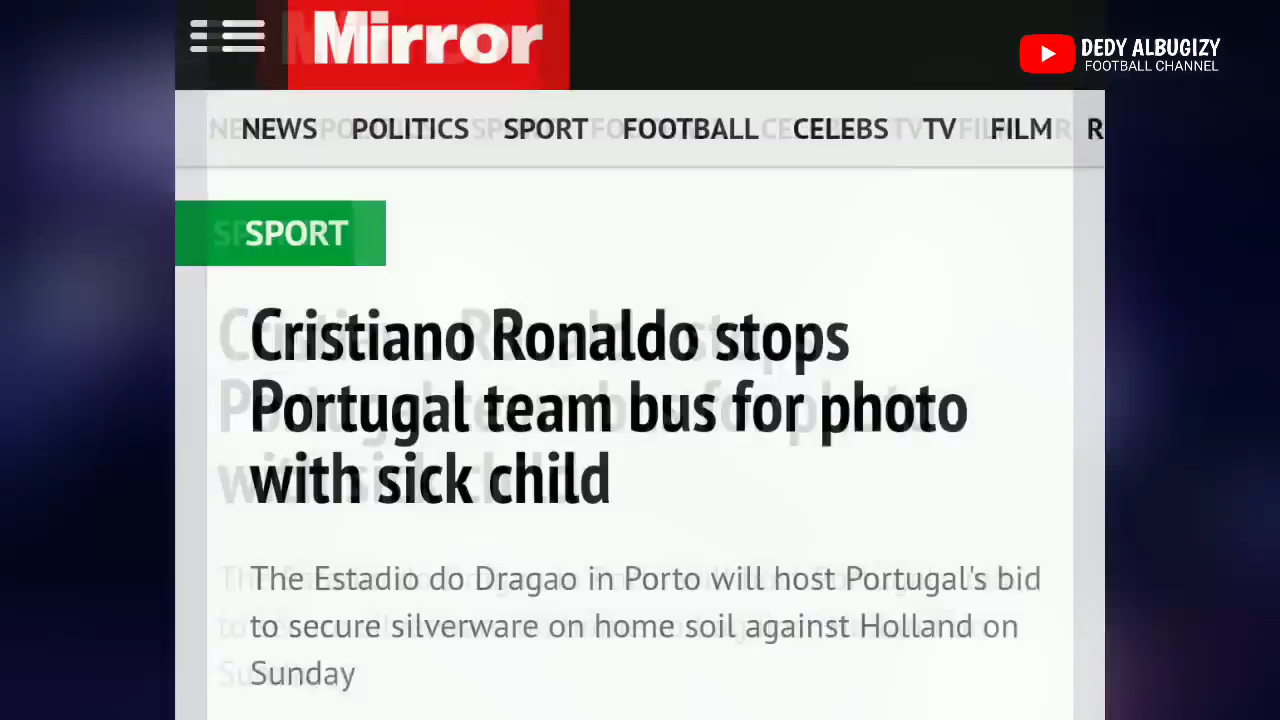 Mirror
DEDY ALBUGIZY
FOOTBALL CHANNEL
NEWS POLITICS SPORT FOOTBALL CELEBS TV FILM R
SPORT
Cristiano Ronaldo stops
Portugal team bus for photo
with sick child
The Estadio do Dragao in Porto will host Portugal's bid
to secure silverware on home soil against Holland on
Sunday